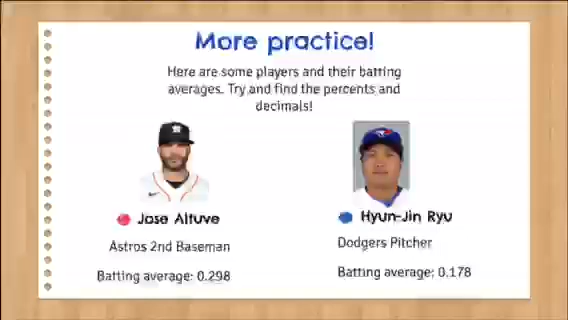 More practice!
Here are some players and their batting
averages. Try and find the percents and
decimals!
Jose Altuve
Astros 2nd Baseman
Batting average: 0.298
Hyun-Jin Ryu
Dodgers Pitcher
Batting average: 0.178